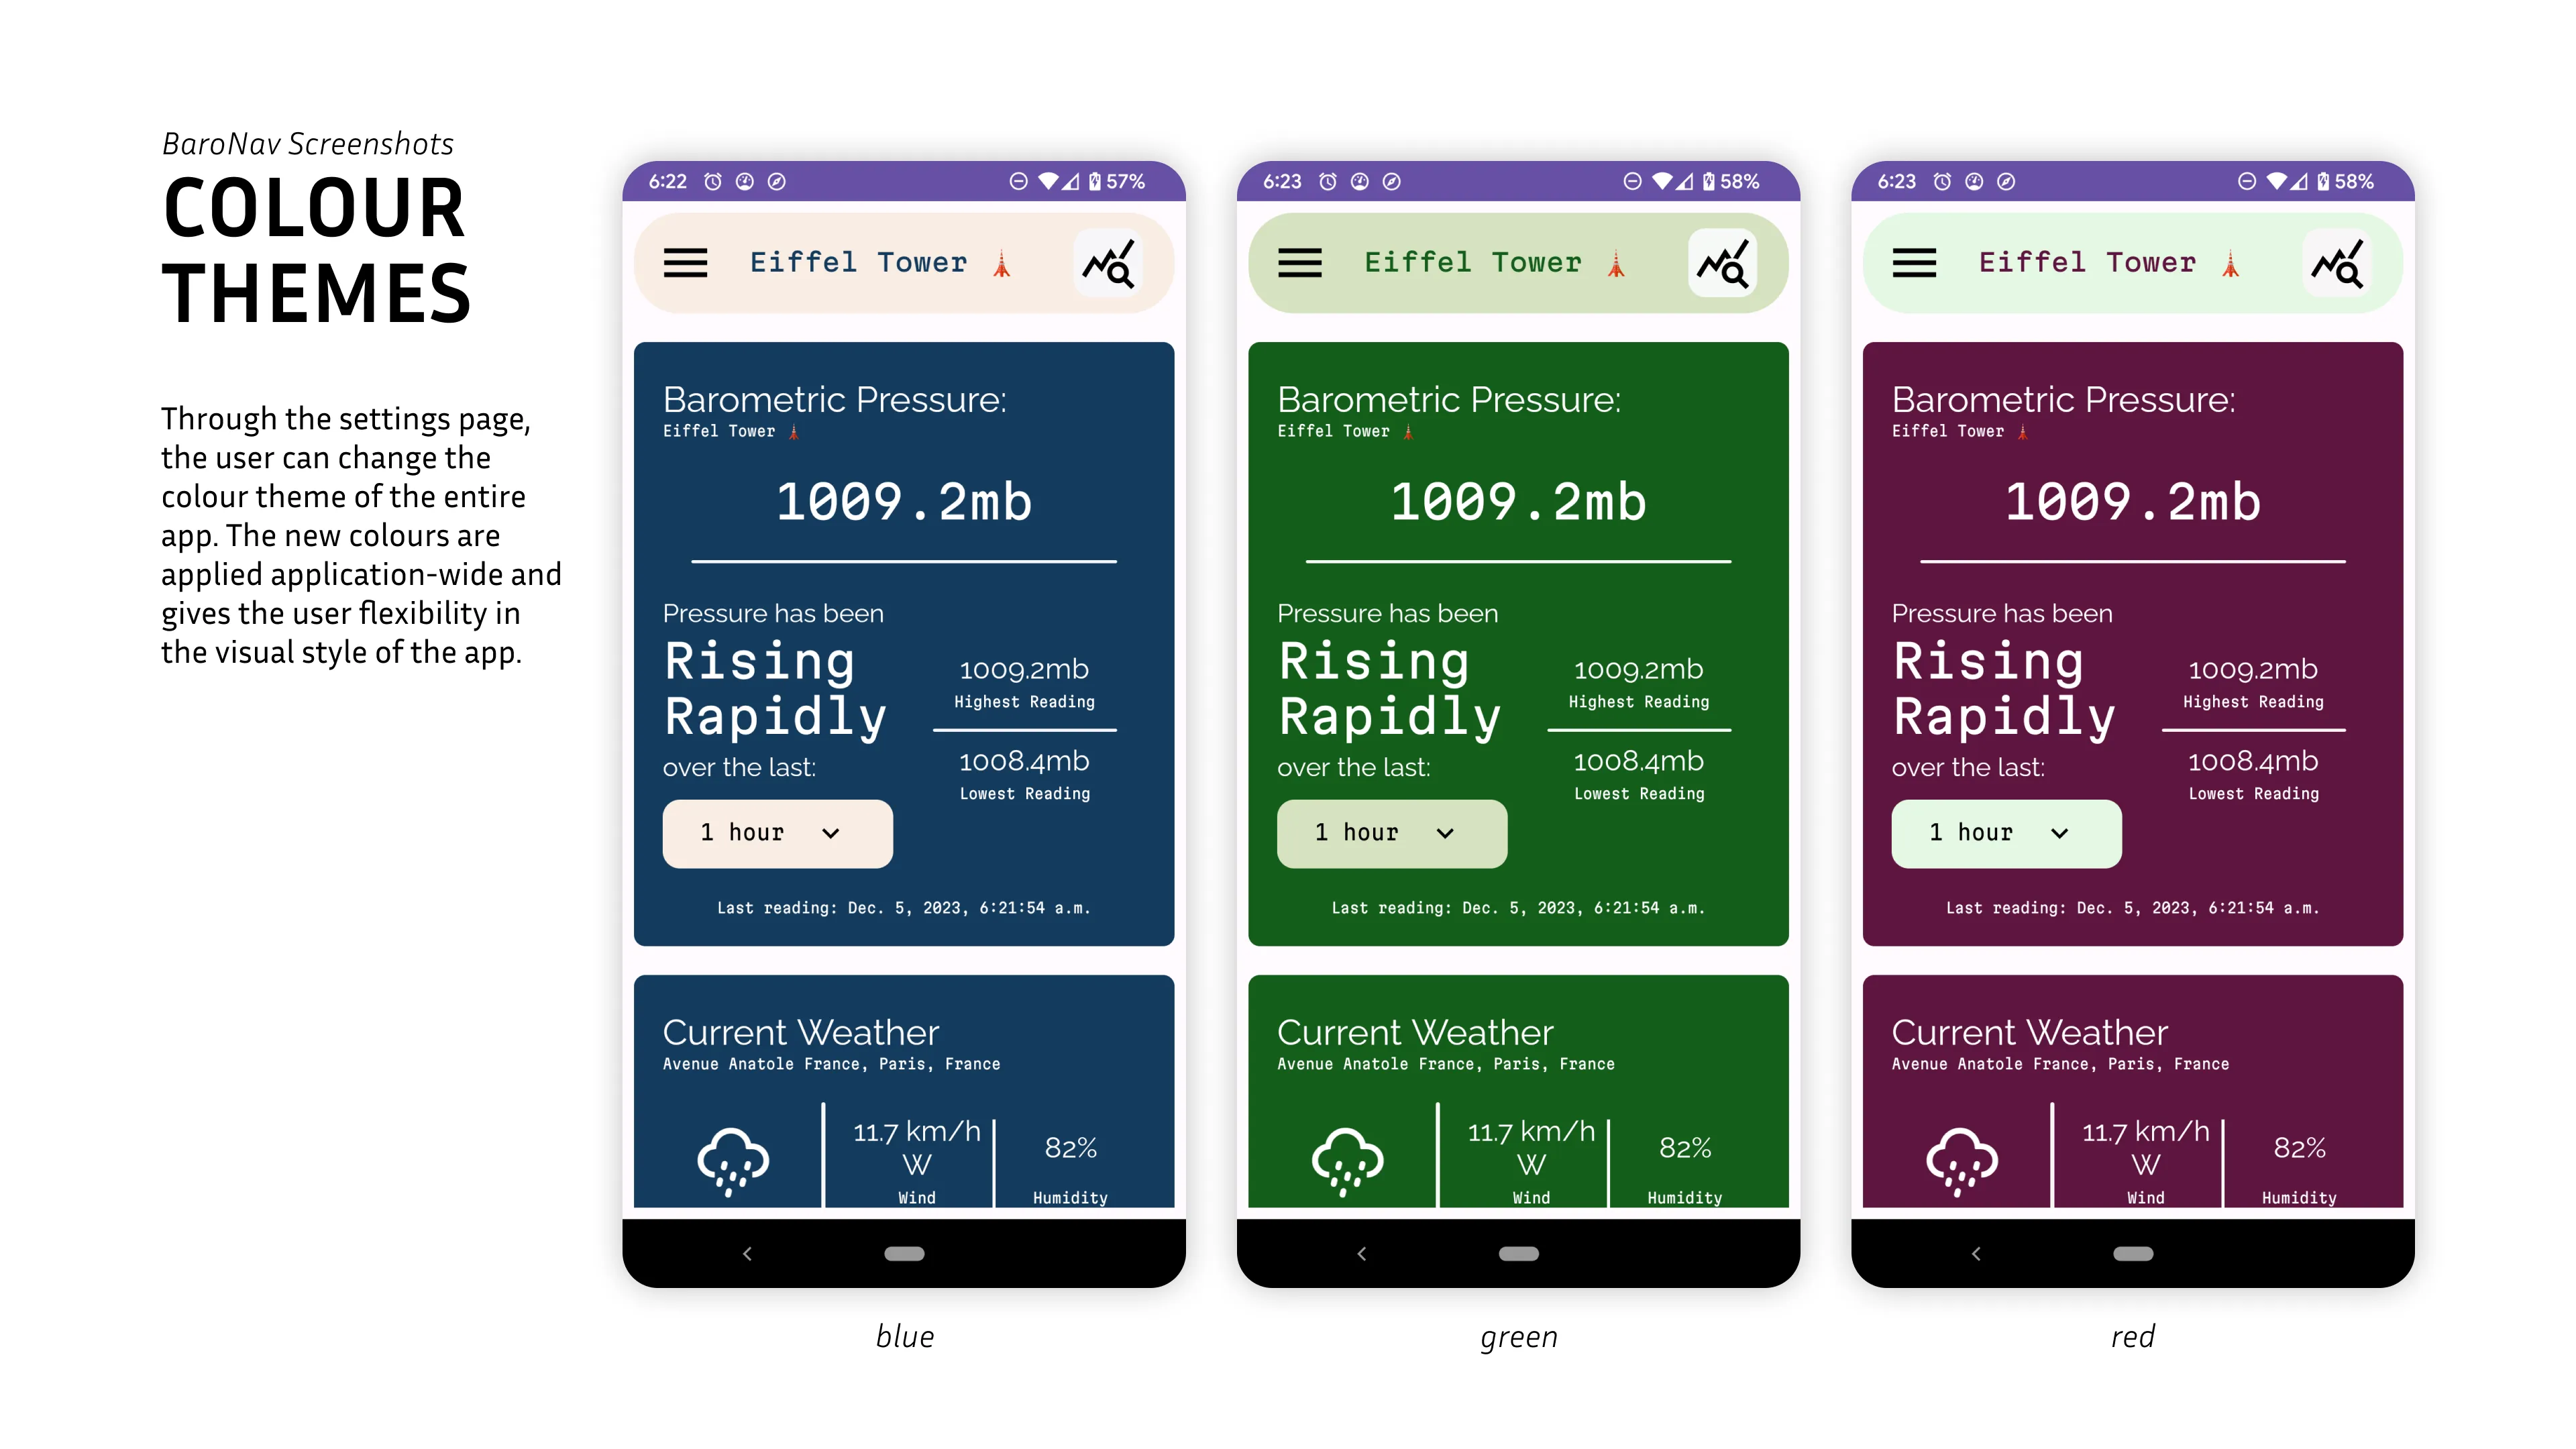 BaroNav Screenshots
COLOUR
THEMES
Through the settings page,
the user can change the
colour theme of the entire
app. The new colours are
applied application-wide and
gives the user flexibility in
the visual style of the app.
6:22 57%
Eiffel Tower
Barometric Pressure:
Eiffel Tower
1009.2mb
Pressure has been
Rising
Rapidly
over the last:
1 hour
1009.2mb
Highest Reading
1008.4mb
Lowest Reading
Last reading: Dec. 5, 2023, 6:21:54 a.m.
Current Weather
Avenue Anatole France, Paris, France
11.7 km/h
W
Wind
82%
Humidity
blue
6:23 58%
Eiffel Tower
Barometric Pressure:
Eiffel Tower
1009.2mb
Pressure has been
Rising
Rapidly
over the last:
1 hour
1009.2mb
Highest Reading
1008.4mb
Lowest Reading
Last reading: Dec. 5, 2023, 6:21:54 a.m.
Current Weather
Avenue Anatole France, Paris, France
11.7 km/h
W
Wind
82%
Humidity
green
6:23 58%
Eiffel Tower
Barometric Pressure:
Eiffel Tower
1009.2mb
Pressure has been
Rising
Rapidly
over the last:
1 hour
1009.2mb
Highest Reading
1008.4mb
Lowest Reading
Last reading: Dec. 5, 2023, 6:21:54 a.m.
Current Weather
Avenue Anatole France, Paris, France
11.7 km/h
W
Wind
82%
Humidity
red